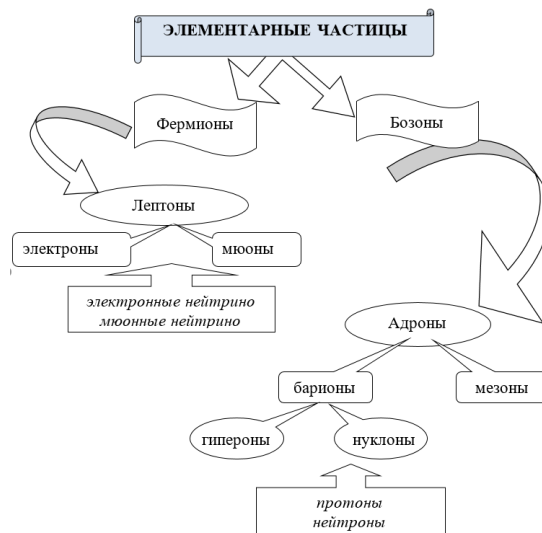 ЭЛЕМЕНТАРНЫЕ ЧАСТИЦЫ
Фермионы
Бозоны
Лептоны
электроны
мюоны
электронные нейтрино
мюонные нейтрино
Адроны
барионы
мезоны
гипероны
нуклоны
протоны
нейтроны